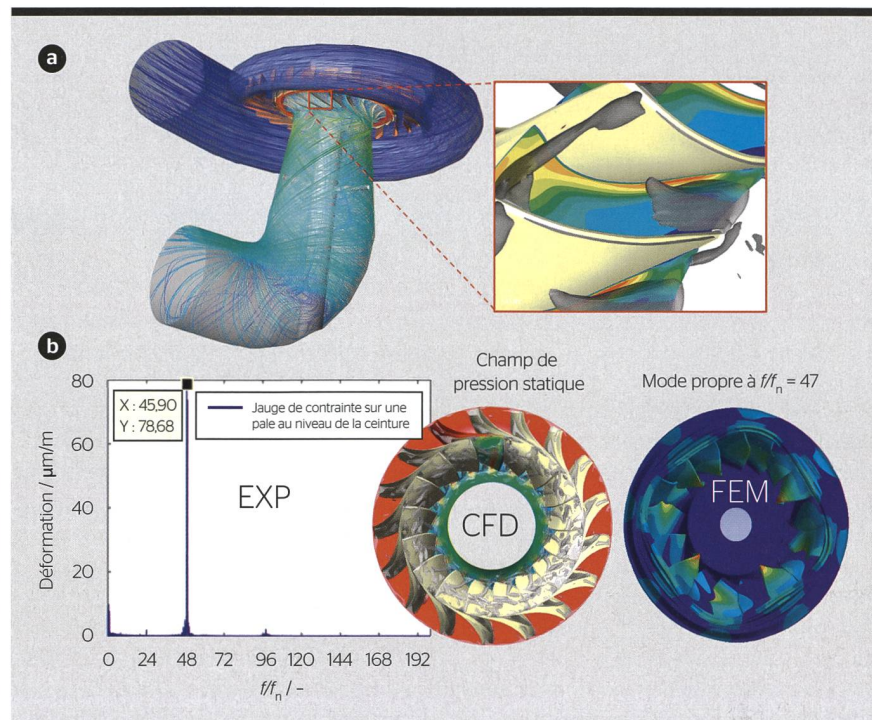 a
b
80
60
40
20
0
Déformation / μm/m
X : 45,90
Y : 78,68
Jauge de contrainte sur une
pale au niveau de la ceinture
EXP
0 24 48 72 96 120 144 168 192
f/fn / –
Champ de
pression statique
CFD
Mode propre à f/fn = 47
FEM